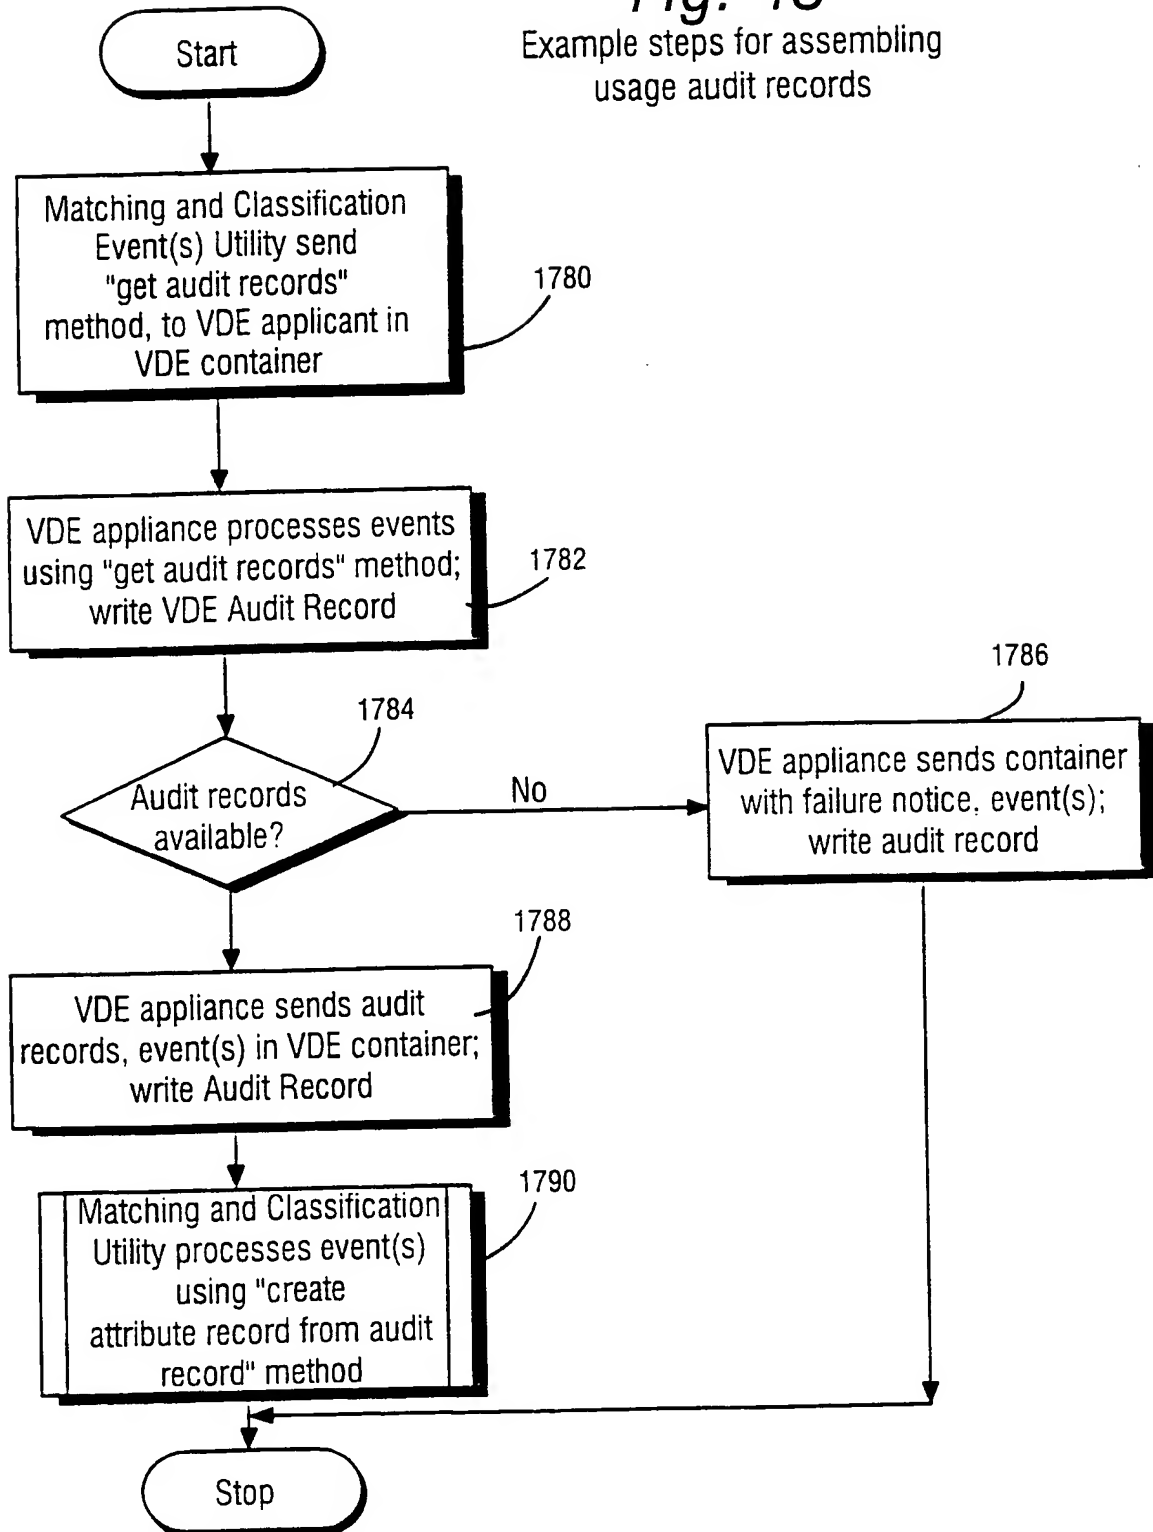 Start
Example steps for assembling
usage audit records
Matching and Classification
Event(s) Utility send
"get audit records"
method, to VDE applicant in
VDE container
1780
VDE appliance processes events
using "get audit records" method;
write VDE Audit Record
1782
1784
Audit records
available?
No
1786
VDE appliance sends container
with failure notice, event(s);
write audit record
1788
VDE appliance sends audit
records, event(s) in VDE container;
write Audit Record
1790
Matching and Classification
Utility processes event(s)
using "create
attribute record from audit
record" method
Stop